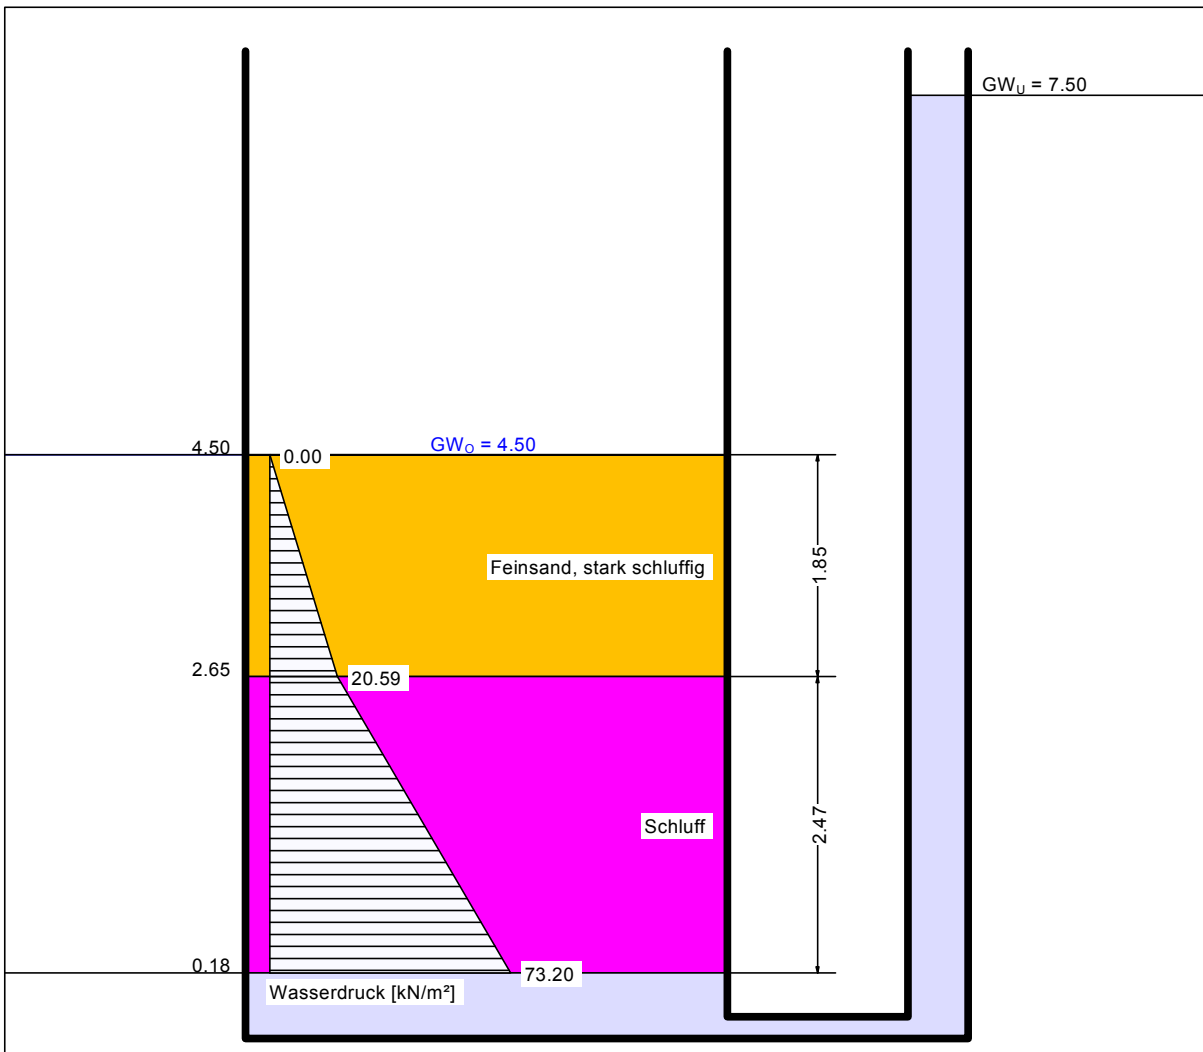 GWU = 7.50
4.50
GWO = 4.50
0.00
Feinsand, stark schluffig
1.85
2.65
20.59
Schluff
2.47
0.18
73.20
Wasserdruck [kN/m²]